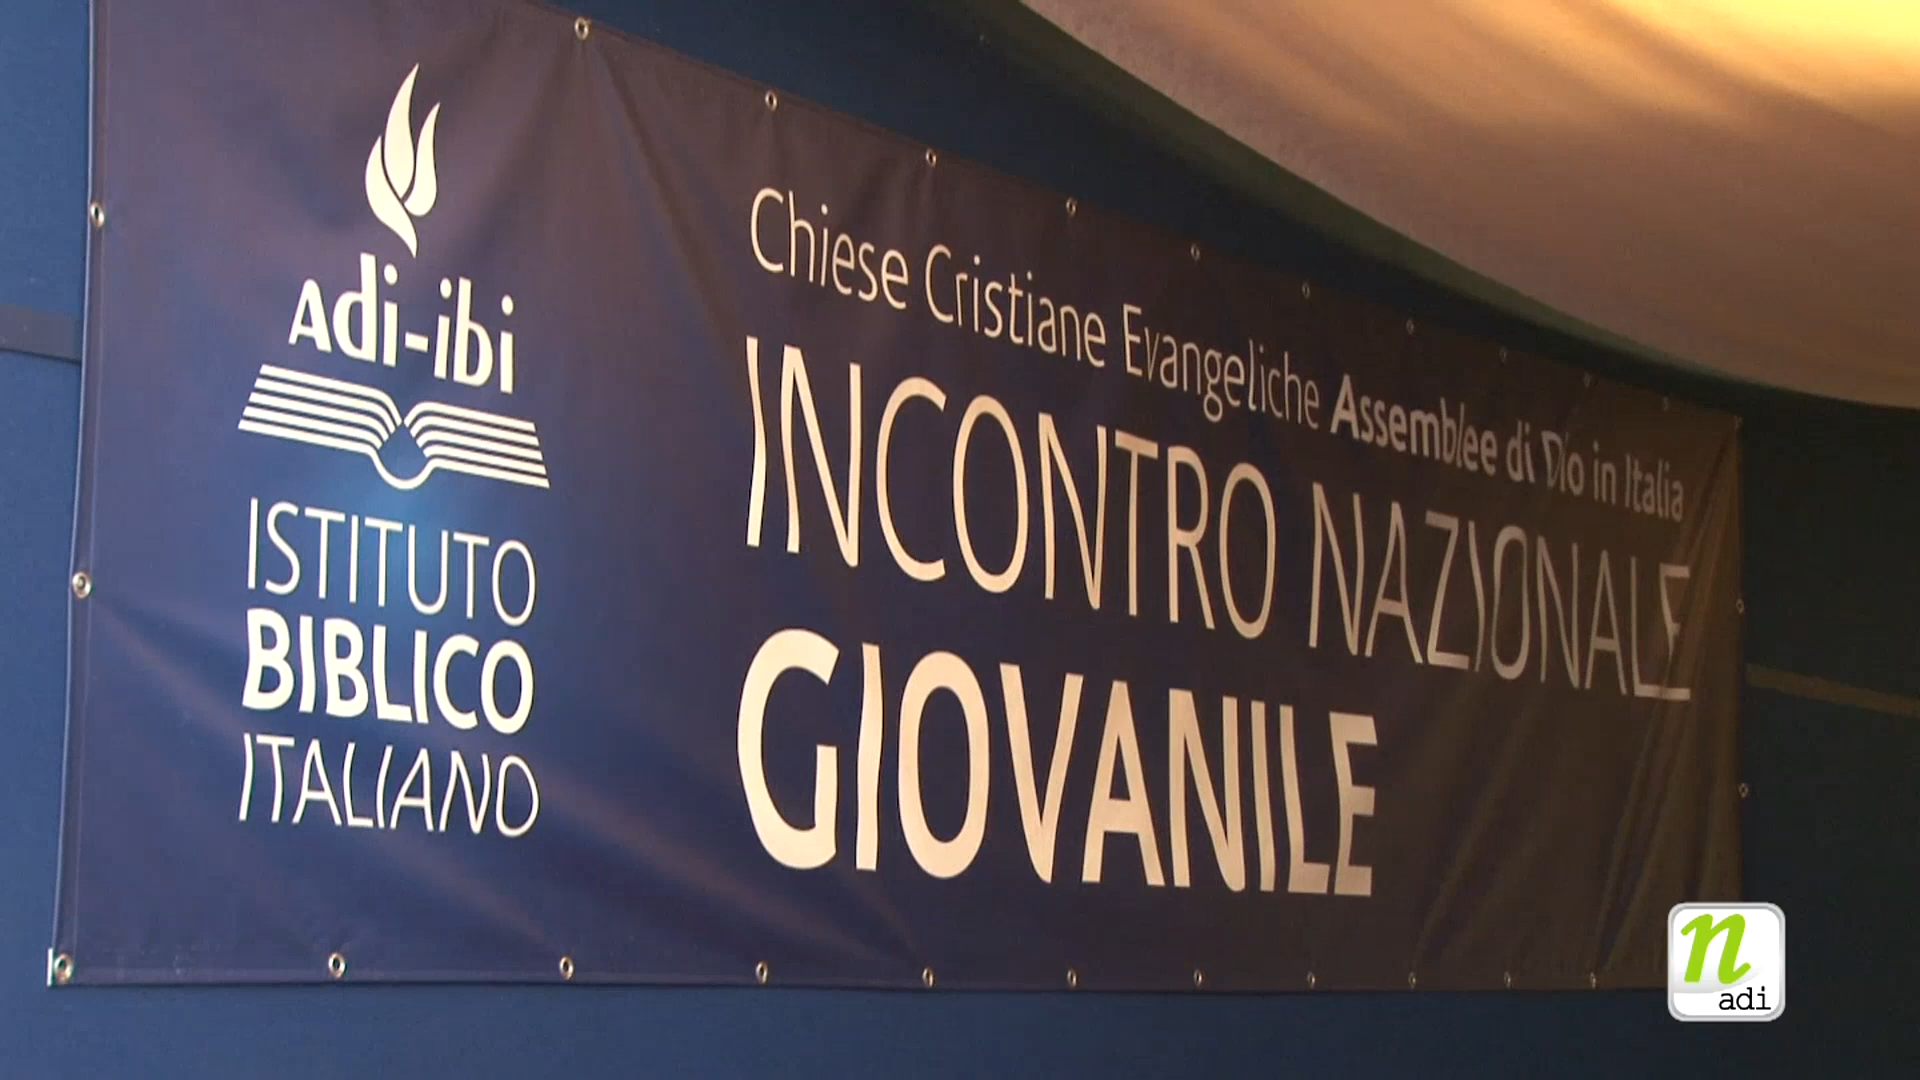 Adi-ibi
ISTITUTO
BIBLICO
ITALIANO
Chiese Cristiane Evangeliche Assemblee di Dio in Italia
INCONTRO NAZIONALE
GIOVANILE
n
adi